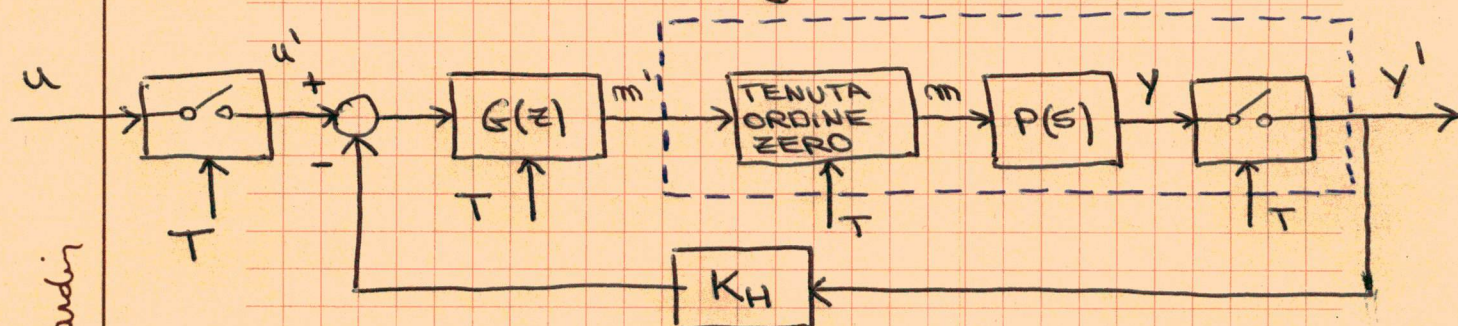 u
u'
+
-
G(z)
m'
TENUTA
ORDINE
ZERO
m
P(s)
y
y'
T
T
T
T
K_H